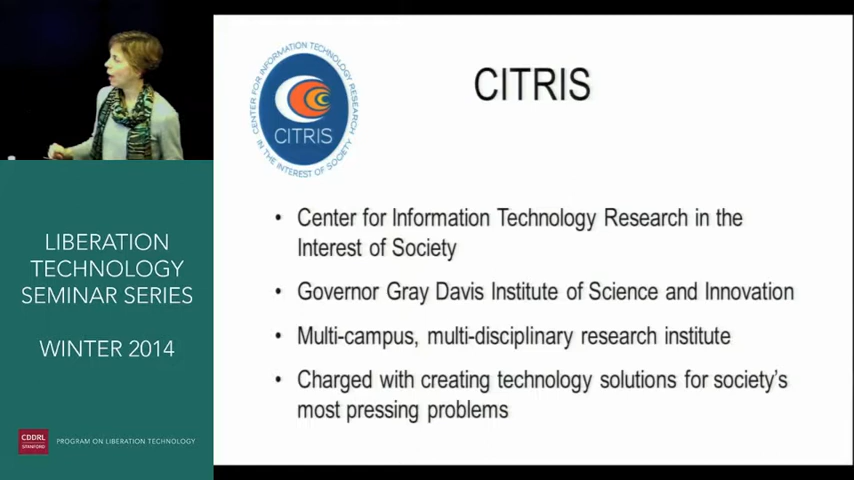 CENTER FOR INFORMATION TECHNOLOGY RESEARCH
IN THE INTEREST OF SOCIETY
CITRIS
CITRIS
• Center for Information Technology Research in the
Interest of Society
• Governor Gray Davis Institute of Science and Innovation
• Multi-campus, multi-disciplinary research institute
• Charged with creating technology solutions for society's
most pressing problems
LIBERATION
TECHNOLOGY
SEMINAR SERIES
WINTER 2014
CDDRL
STANFORD
PROGRAM ON LIBERATION TECHNOLOGY